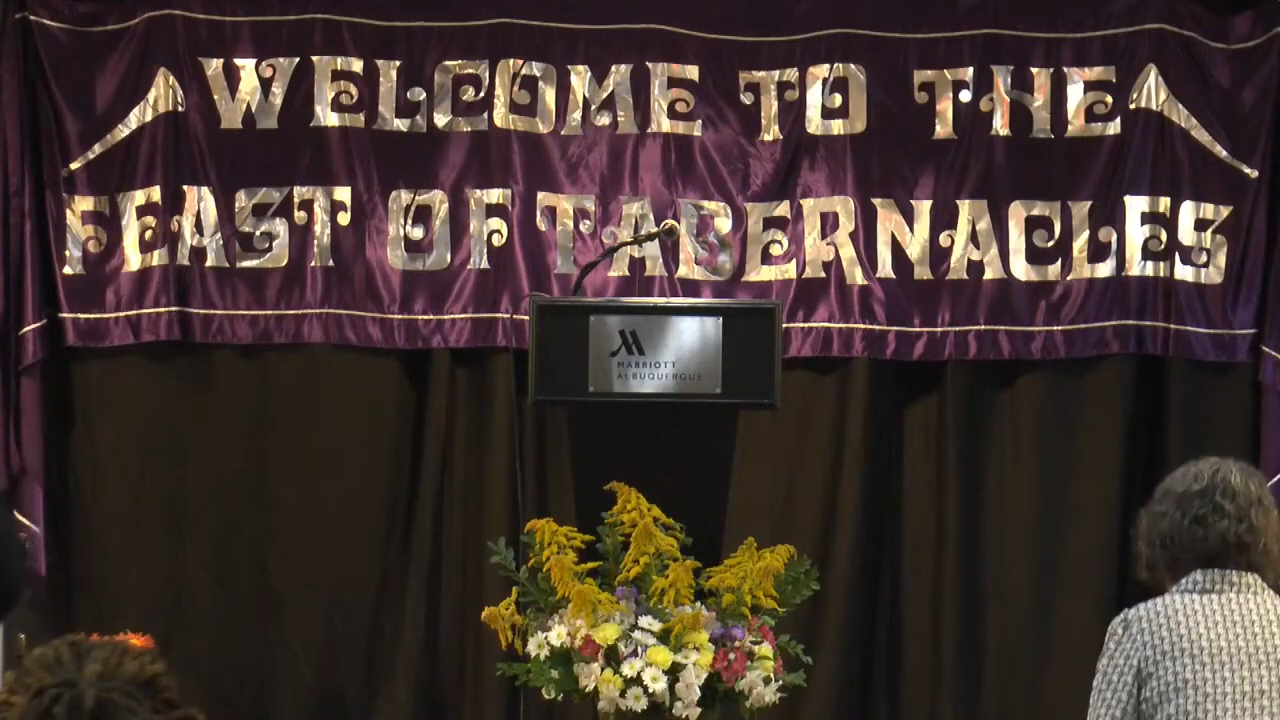 WELCOME TO THE
FEAST OF TABERNACLES
MARRIOTT
ALBUQUERQUE